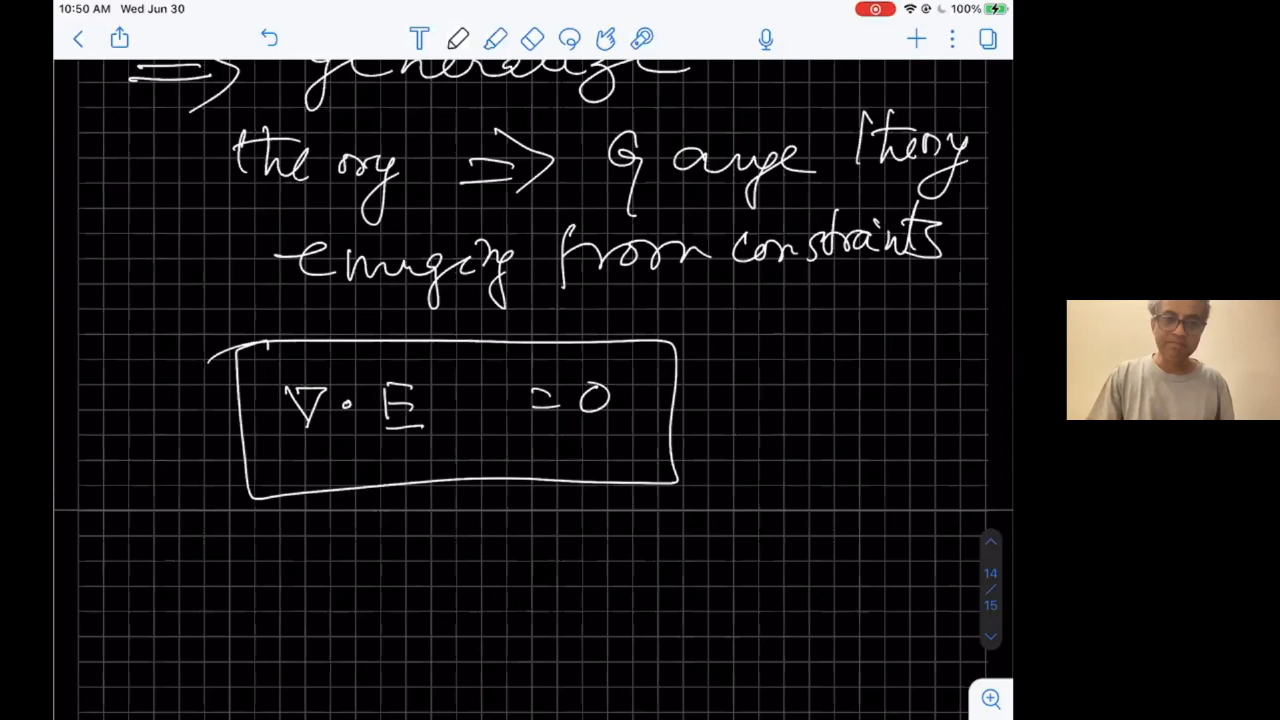 10:50 AM Wed Jun 30
100%
=> generalize
theory => Gauge Theory
emerging from constraints
∇ · E = 0
14
/
15